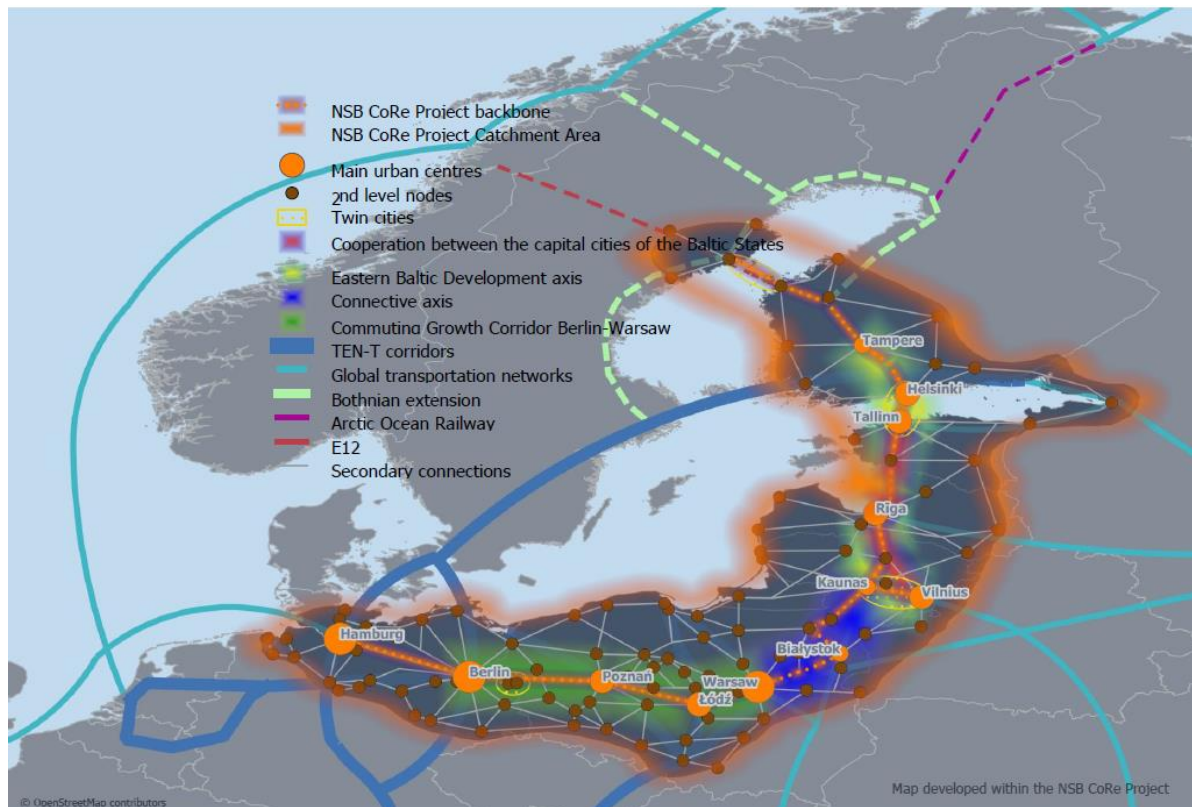 NSB CoRe Project backbone
NSB CoRe Project Catchment Area
Main urban centres
2nd level nodes
Twin cities
Cooperation between the capital cities of the Baltic States
Eastern Baltic Development axis
Connective axis
Commuting Growth Corridor Berlin-Warsaw
TEN-T corridors
Global transportation networks
Bothnian extension
Arctic Ocean Railway
E12
Secondary connections
Tampere
Helsinki
Tallinn
Riga
Kaunas
Vilnius
Białystok
Hamburg
Berlin
Poznań
Warsaw
Łódź
© OpenStreetMap contributors
Map developed within the NSB CoRe Project